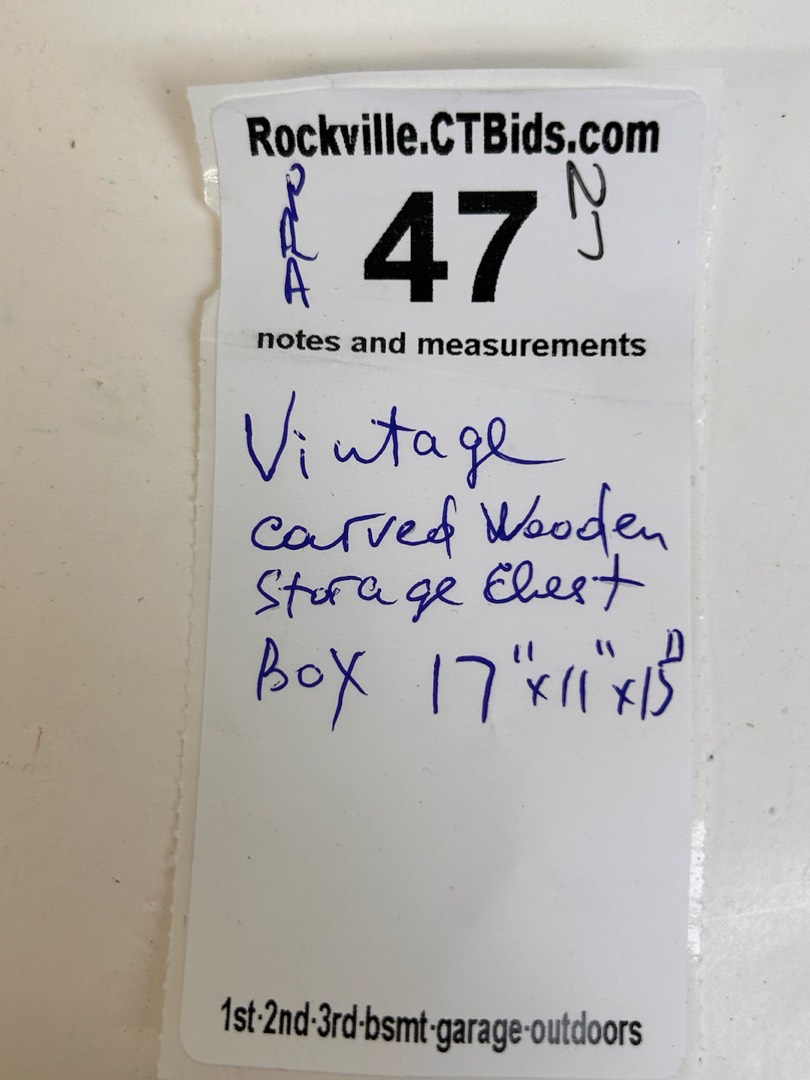 Rockville.CTBids.com
47
notes and measurements
Vintage
carved Wooden
Storage Chest
Box 17"x11"x15"
1st·2nd·3rd·bsmt·garage·outdoors